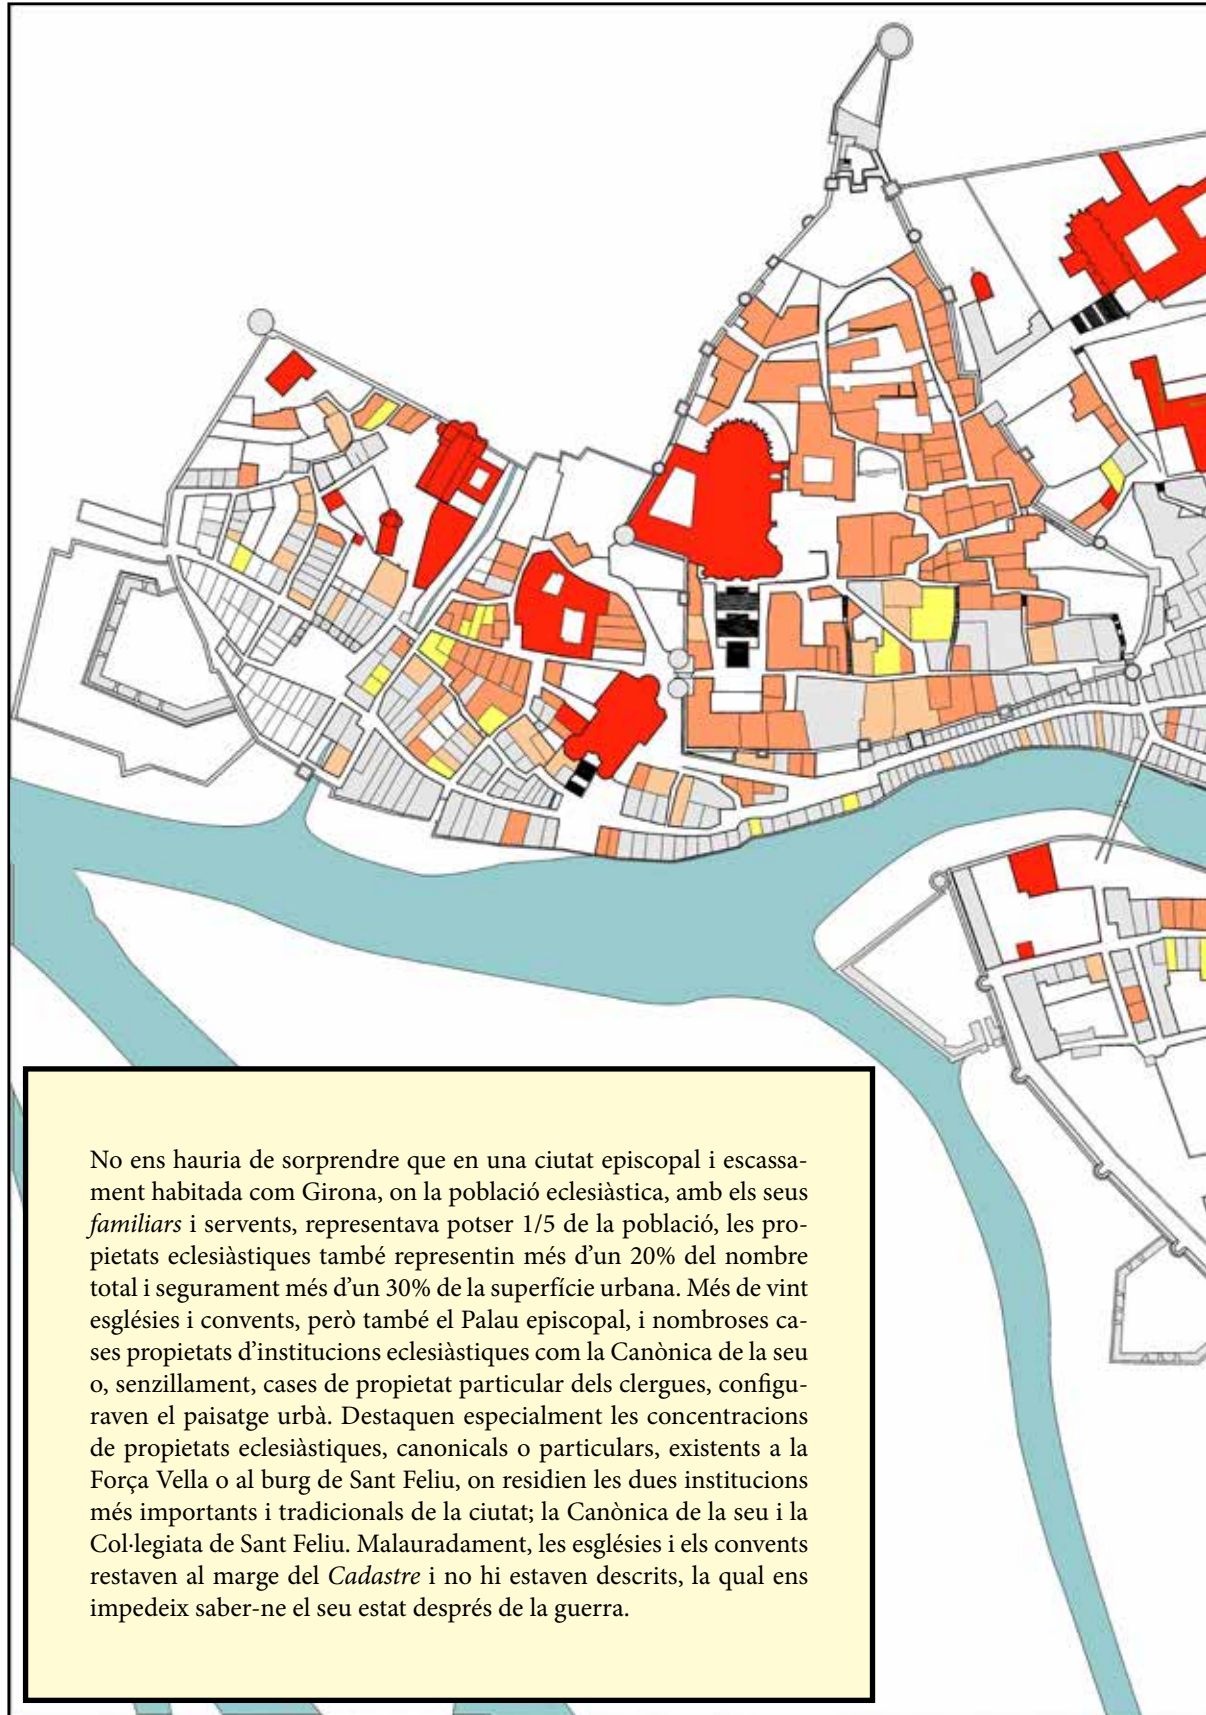 No ens hauria de sorprendre que en una ciutat episcopal i escassa-
ment habitada com Girona, on la població eclesiàstica, amb els seus
familiars i servents, representava potser 1/5 de la població, les pro-
pietats eclesiàstiques també representin més d’un 20% del nombre
total i segurament més d’un 30% de la superfície urbana. Més de vint
esglésies i convents, però també el Palau episcopal, i nombroses ca-
ses propietats d’institucions eclesiàstiques com la Canònica de la seu
o, senzillament, cases de propietat particular dels clergues, configu-
raven el paisatge urbà. Destaquen especialment les concentracions
de propietats eclesiàstiques, canonicals o particulars, existents a la
Força Vella o al burg de Sant Feliu, on residien les dues institucions
més importants i tradicionals de la ciutat; la Canònica de la seu i la
Col·legiata de Sant Feliu. Malauradament, les esglésies i els convents
restaven al marge del Cadastre i no hi estaven descrits, la qual ens
impedeix saber-ne el seu estat després de la guerra.